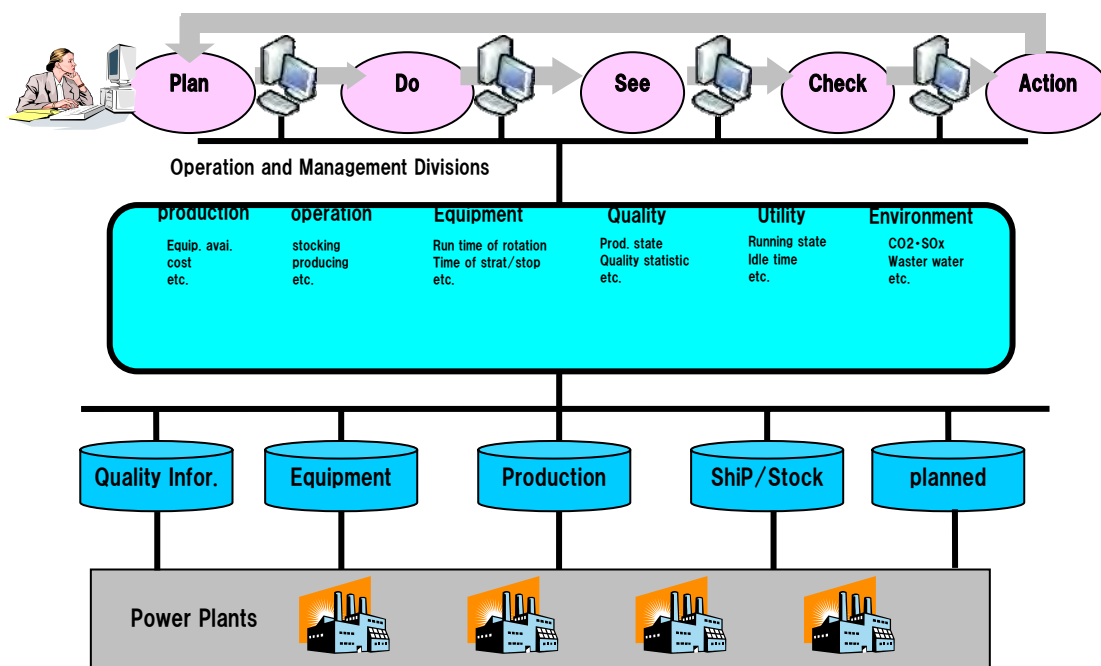 Plan
Do
See
Check
Action
Operation and Management Divisions
production
Equip. avai.
cost
etc.
operation
stocking
producing
etc.
Equipment
Run time of rotation
Time of strat/stop
etc.
Quality
Prod. state
Quality statistic
etc.
Utility
Running state
Idle time
etc.
Environment
CO2・SOx
Waster water
etc.
Quality Infor.
Equipment
Production
ShiP/Stock
planned
Power Plants